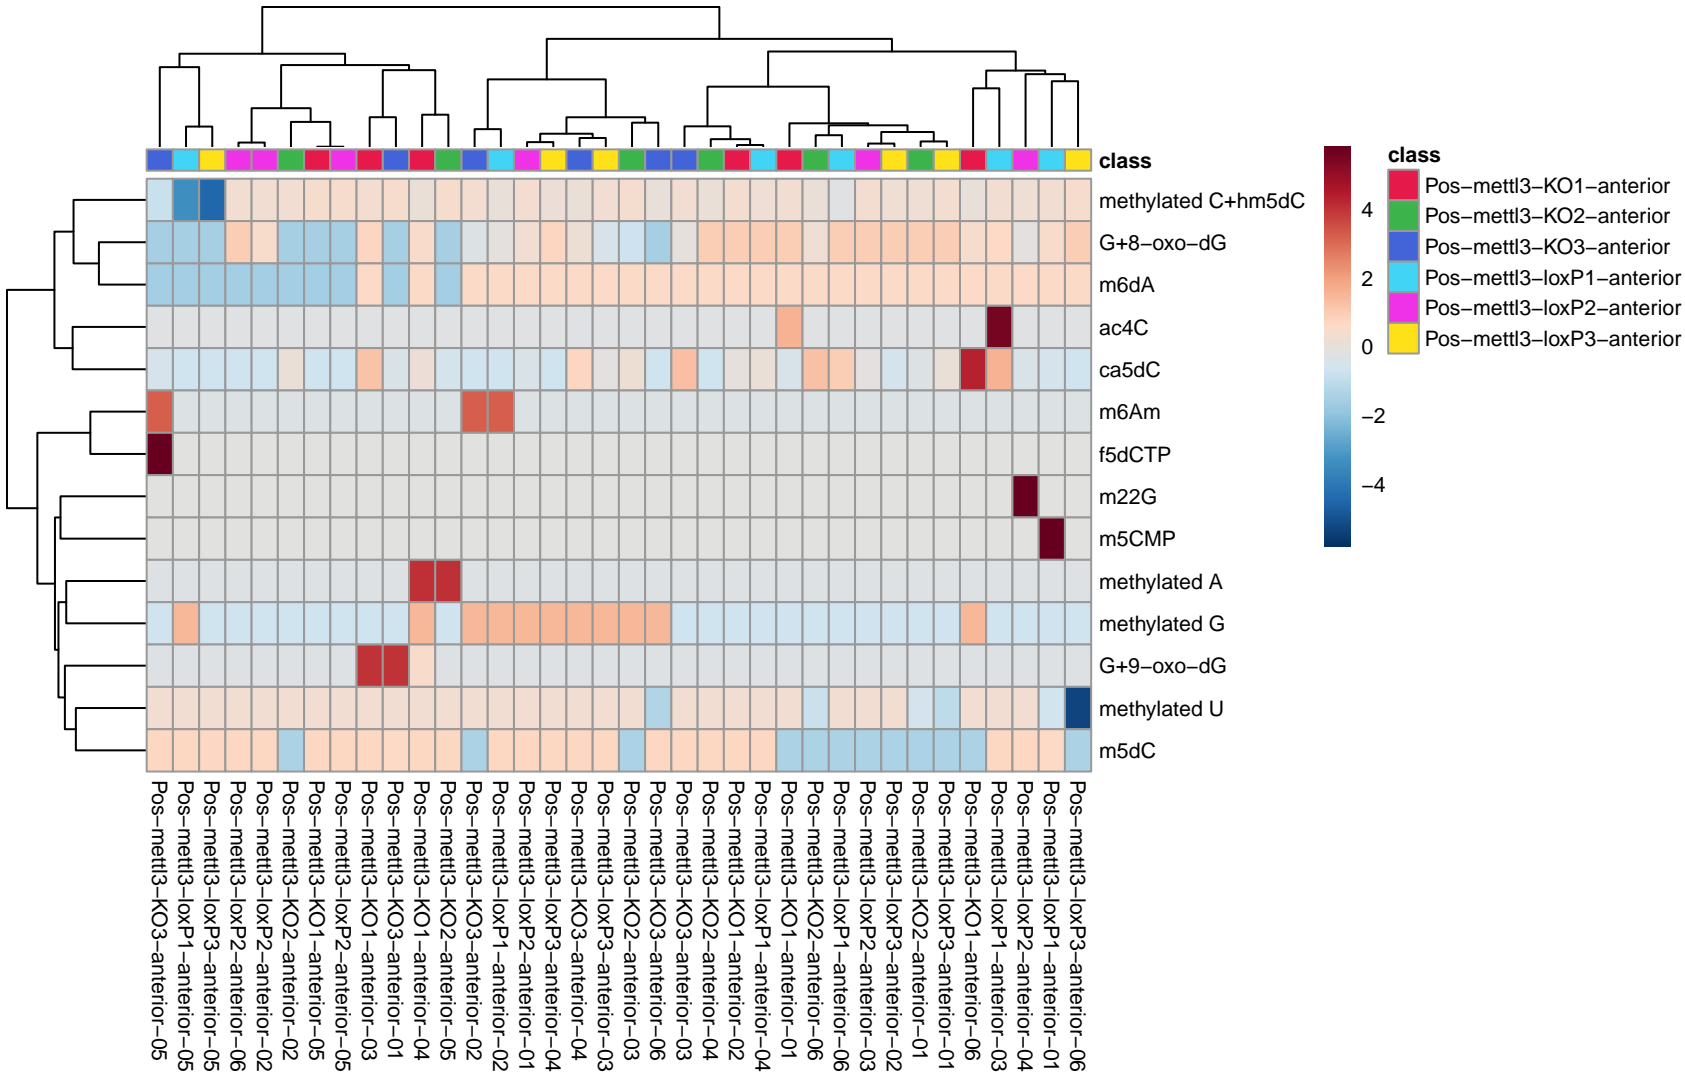 class
methylated C+hm5dC
G+8−oxo−dG
m6dA
ac4C
ca5dC
m6Am
f5dCTP
m22G
m5CMP
methylated A
methylated G
G+9−oxo−dG
methylated U
m5dC
Pos−mettl3−KO3−anterior−05
Pos−mettl3−loxP1−anterior−05
Pos−mettl3−loxP3−anterior−05
Pos−mettl3−loxP2−anterior−06
Pos−mettl3−loxP2−anterior−02
Pos−mettl3−KO2−anterior−02
Pos−mettl3−KO1−anterior−05
Pos−mettl3−loxP2−anterior−05
Pos−mettl3−KO1−anterior−03
Pos−mettl3−KO3−anterior−01
Pos−mettl3−KO1−anterior−04
Pos−mettl3−KO2−anterior−05
Pos−mettl3−KO3−anterior−02
Pos−mettl3−loxP1−anterior−02
Pos−mettl3−loxP2−anterior−01
Pos−mettl3−loxP3−anterior−04
Pos−mettl3−KO3−anterior−04
Pos−mettl3−loxP3−anterior−03
Pos−mettl3−KO2−anterior−03
Pos−mettl3−KO3−anterior−06
Pos−mettl3−KO3−anterior−03
Pos−mettl3−KO2−anterior−04
Pos−mettl3−KO1−anterior−02
Pos−mettl3−loxP1−anterior−04
Pos−mettl3−KO1−anterior−01
Pos−mettl3−KO2−anterior−06
Pos−mettl3−loxP1−anterior−06
Pos−mettl3−loxP2−anterior−03
Pos−mettl3−loxP3−anterior−02
Pos−mettl3−KO2−anterior−01
Pos−mettl3−loxP3−anterior−01
Pos−mettl3−KO1−anterior−06
Pos−mettl3−loxP1−anterior−03
Pos−mettl3−loxP2−anterior−04
Pos−mettl3−loxP1−anterior−01
Pos−mettl3−loxP3−anterior−06
4
2
0
−2
−4
class
Pos−mettl3−KO1−anterior
Pos−mettl3−KO2−anterior
Pos−mettl3−KO3−anterior
Pos−mettl3−loxP1−anterior
Pos−mettl3−loxP2−anterior
Pos−mettl3−loxP3−anterior